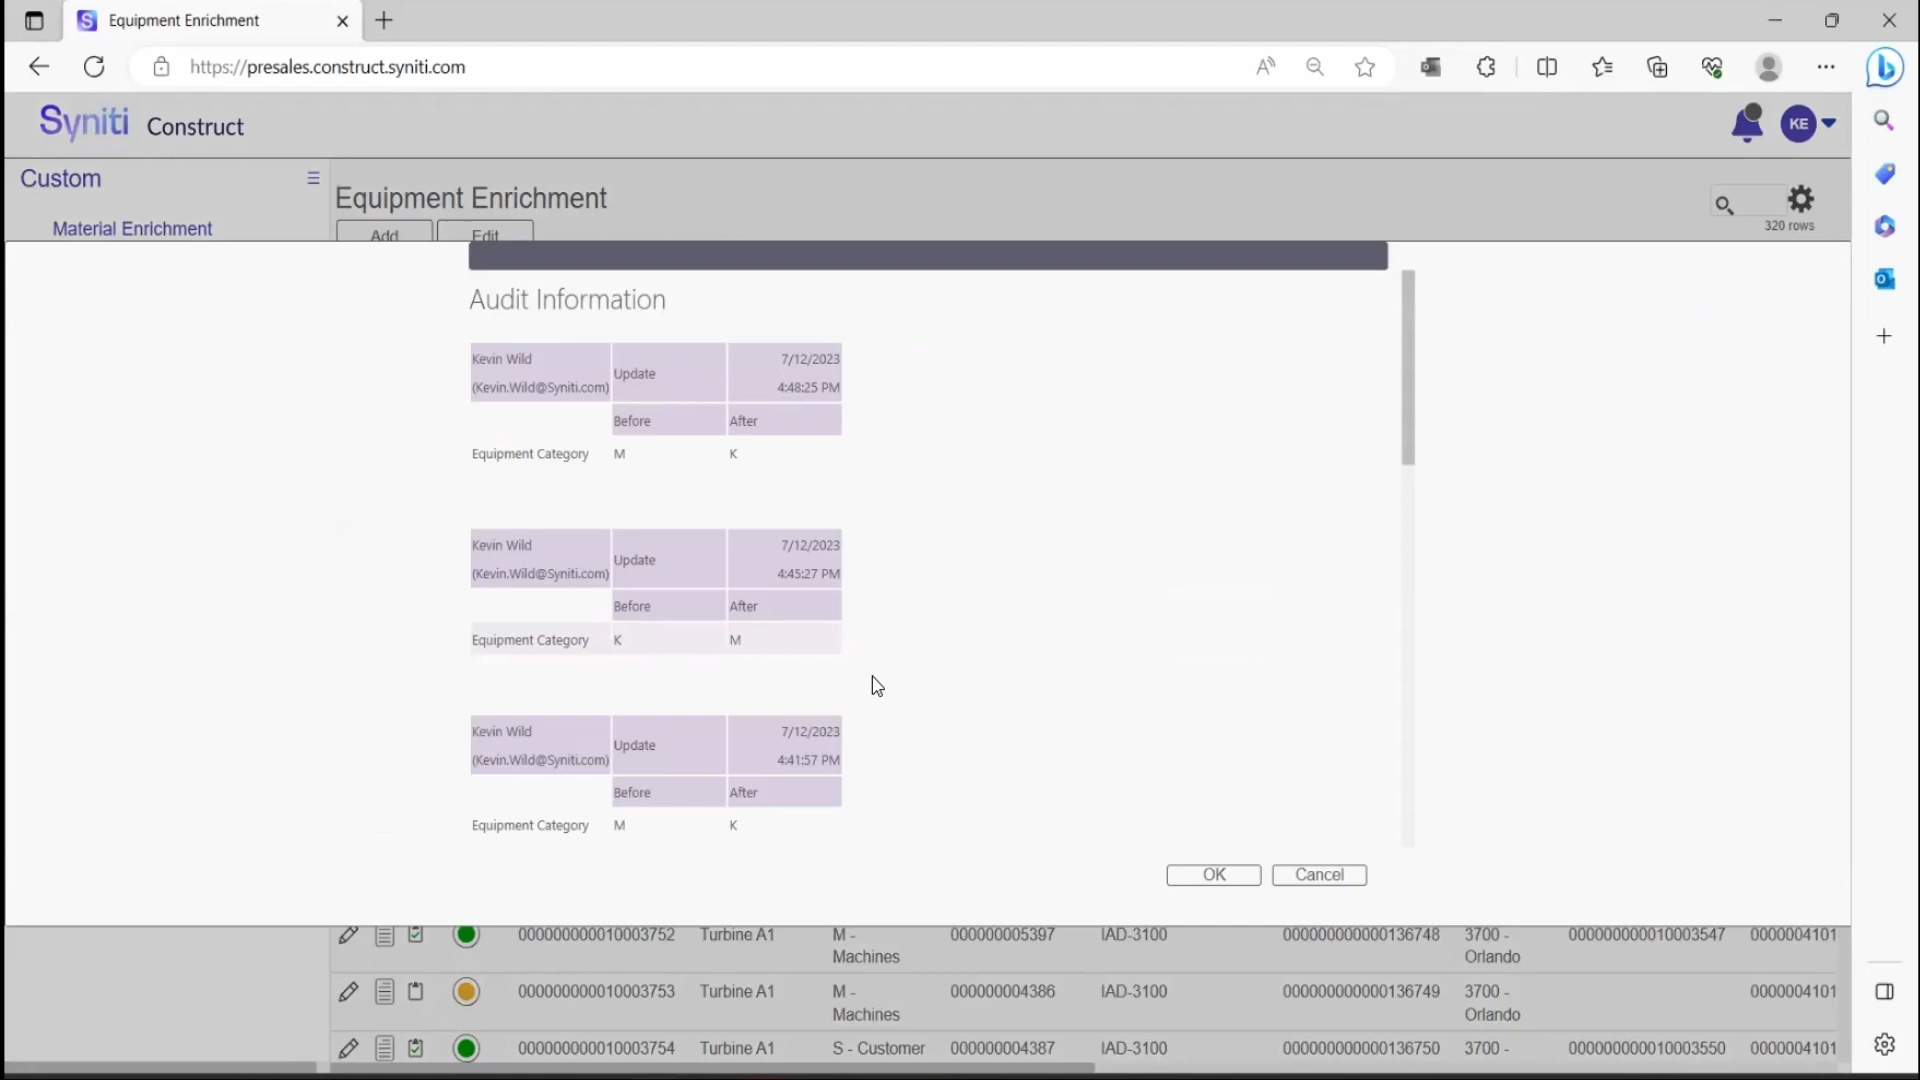 Equipment Enrichment
https://presales.construct.syniti.com
Syniti Construct
KE
Custom
Equipment Enrichment
320 rows
Material Enrichment
Add Edit
Audit Information
Kevin Wild
(Kevin.Wild@Syniti.com)
Update
7/12/2023
4:48:25 PM
Before After
Equipment Category M K
Kevin Wild
(Kevin.Wild@Syniti.com)
Update
7/12/2023
4:45:27 PM
Before After
Equipment Category K M
Kevin Wild
(Kevin.Wild@Syniti.com)
Update
7/12/2023
4:41:57 PM
Before After
Equipment Category M K
OK Cancel
000000000010003752 Turbine A1 M - 000000005397 IAD-3100 000000000000136748 3700 - 000000000010003547 0000004101
Machines Orlando
000000000010003753 Turbine A1 M - 000000004386 IAD-3100 000000000000136749 3700 - 0000004101
Machines Orlando
000000000010003754 Turbine A1 S - Customer 000000004387 IAD-3100 000000000000136750 3700 - 000000000010003550 0000004101